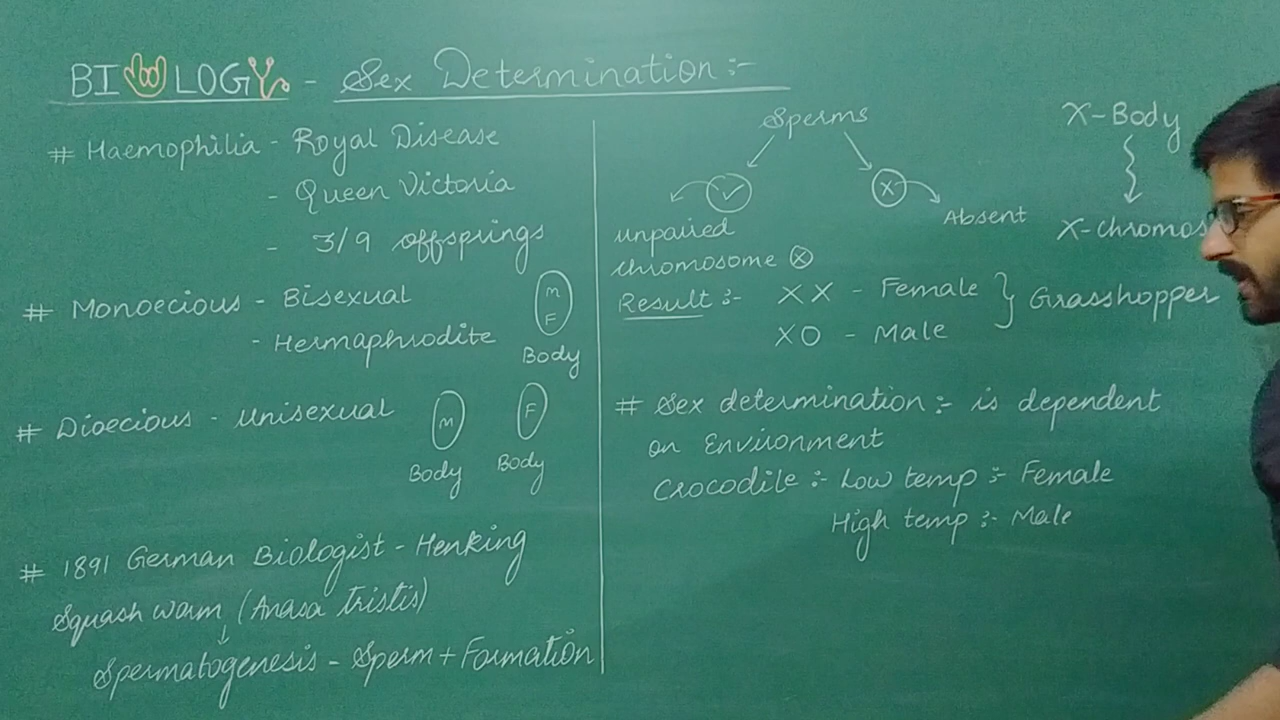 BIOLOGY - Sex Determination :-
# Haemophilia - Royal Disease
- Queen Victoria
- 3/9 offsprings
# Monoecious - Bisexual
- Hermaphrodite
M
F
Body
# Dioecious - Unisexual
M F
Body Body
# 1891 German Biologist - Henking
Squash warm (Anasa tristis)
Spermatogenesis - Sperm + Formation
Sperms
✓ X
unpaired
chromosome X
Absent
X-Body
X-chromos
Result :- XX - Female
XO - Male
Grasshopper
# Sex determination :- is dependent
on Environment
Crocodile :- Low temp :- Female
High temp :- Male